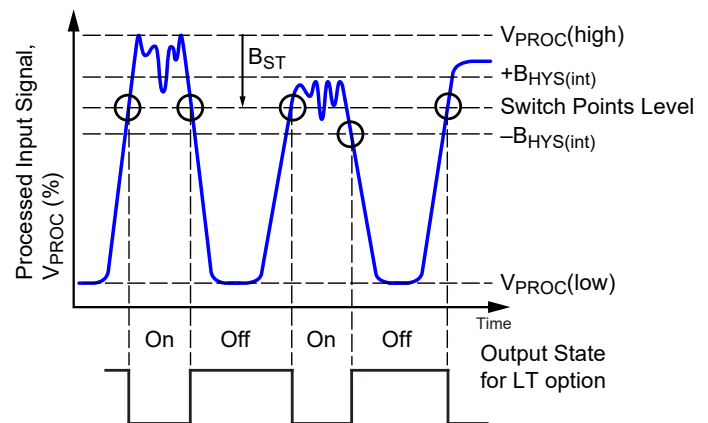 Processed Input Signal,
VPROC (%)
BST
VPROC(high)
+BHYS(int)
Switch Points Level
–BHYS(int)
VPROC(low)
Time
On Off On Off
Output State
for LT option